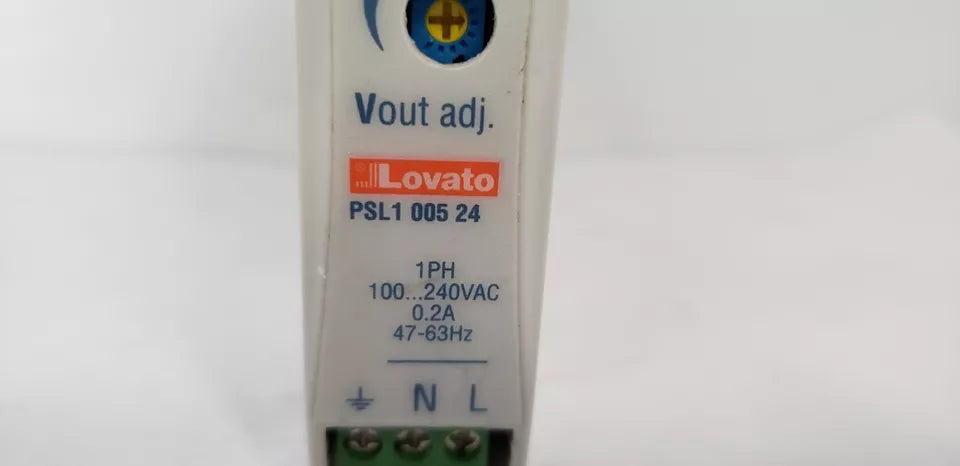 Vout adj.
Lovato
PSL1 005 24
1PH
100...240VAC
0.2A
47-63Hz
N L